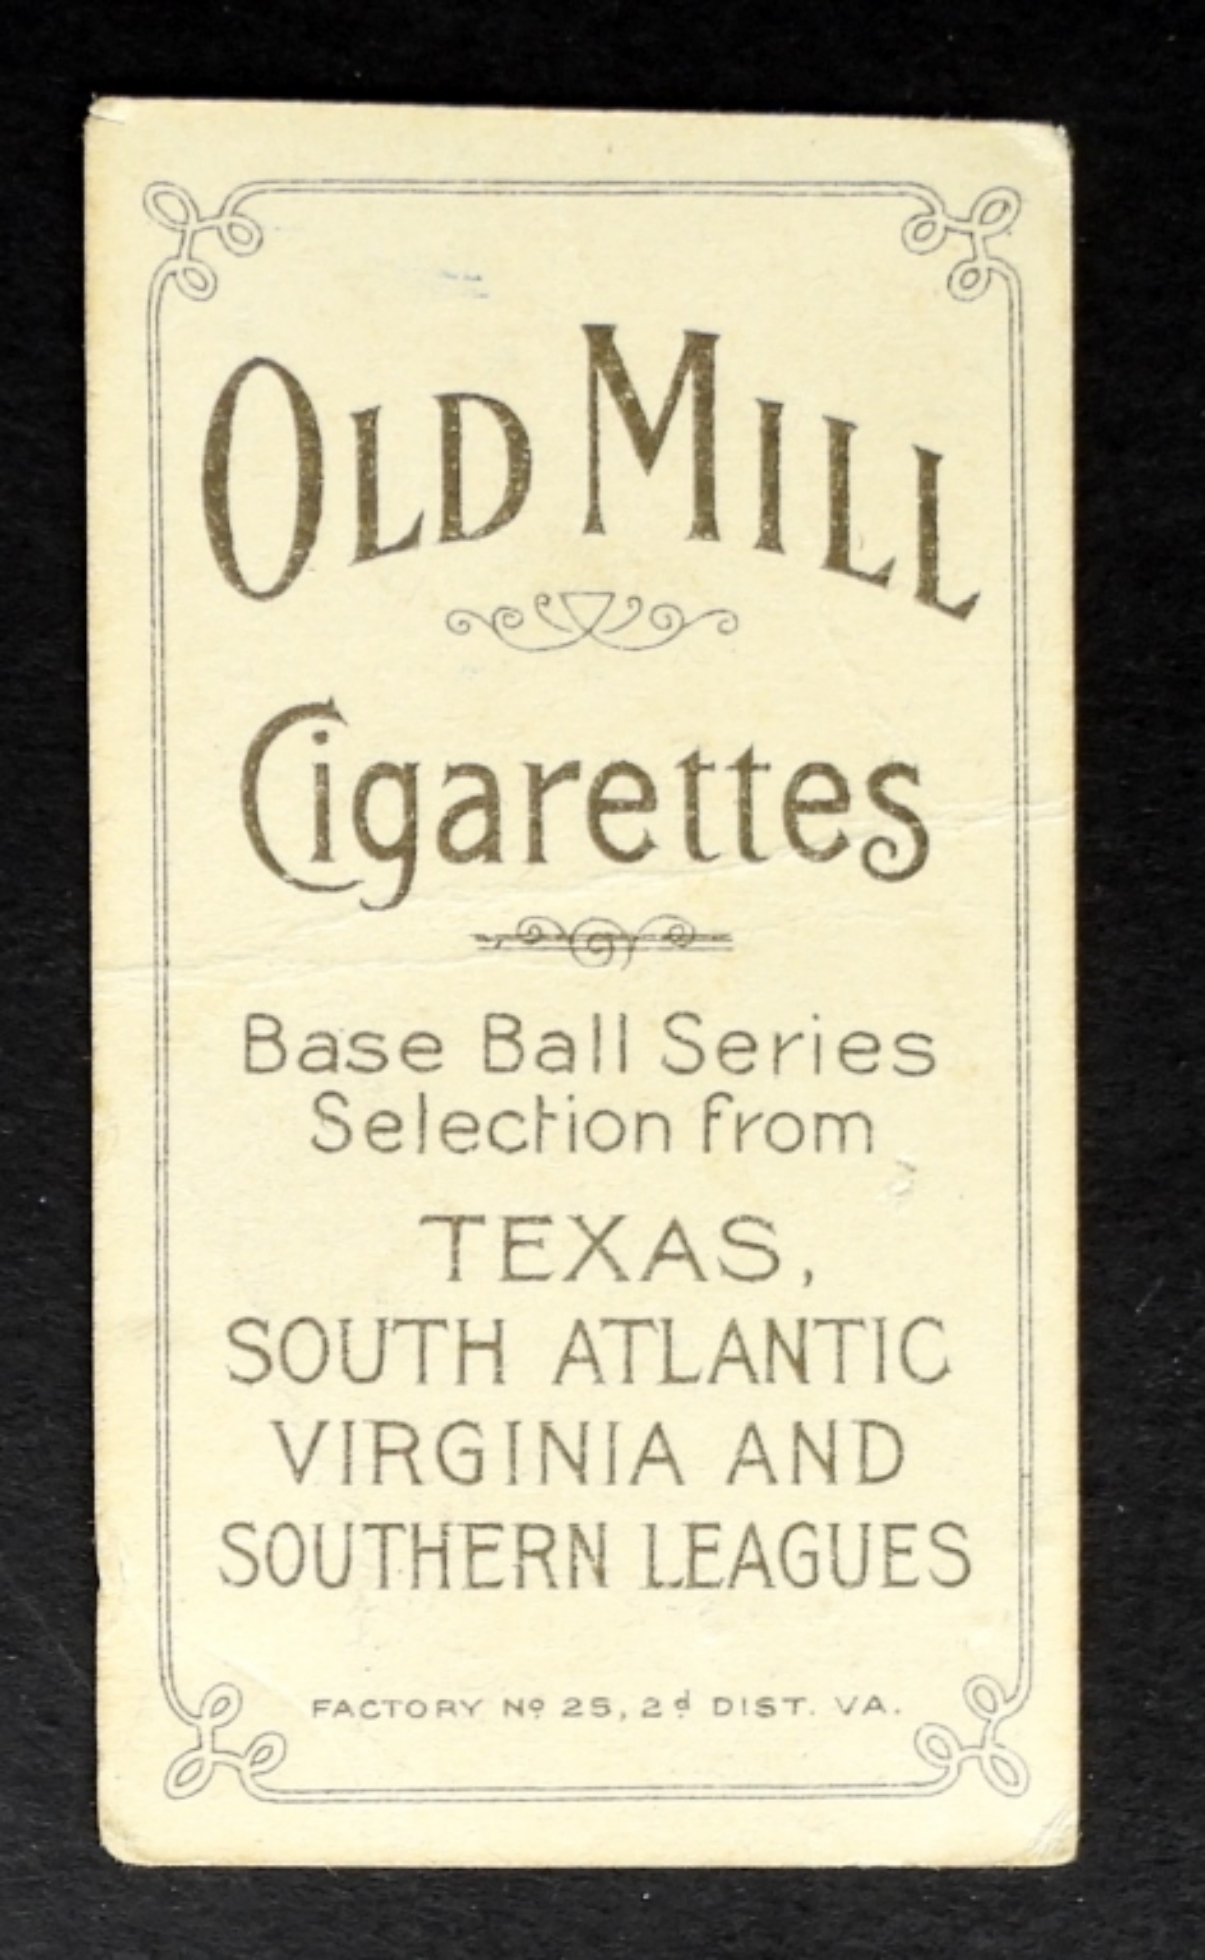 OLD MILL
Cigarettes
Base Ball Series
Selection from
TEXAS,
SOUTH ATLANTIC
VIRGINIA AND
SOUTHERN LEAGUES
FACTORY Nº 25, 2ᵈ DIST. VA.